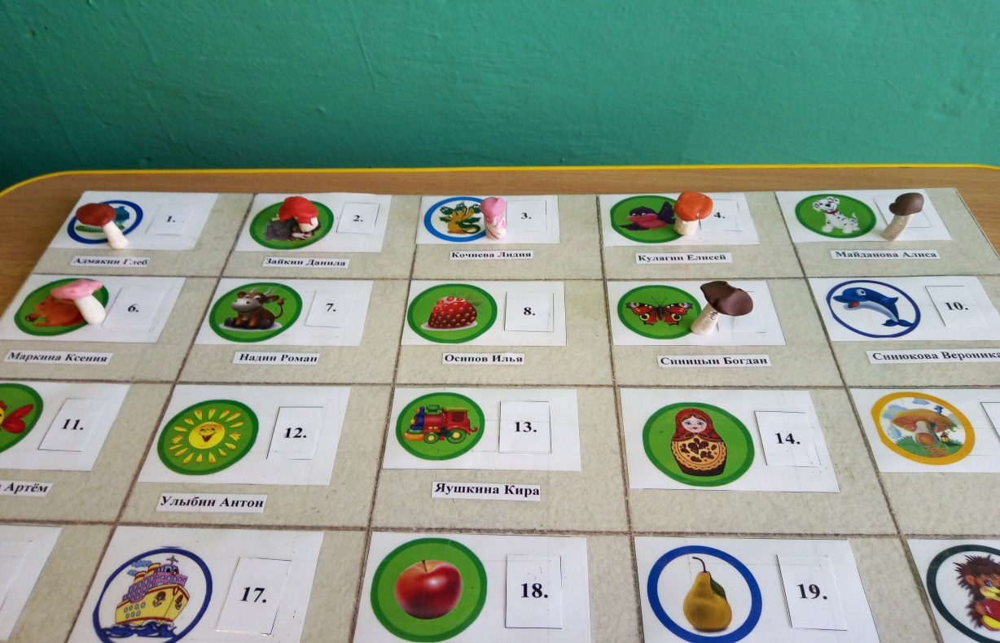 1.
2.
3.
4.
Адмакин Глеб
Зайкин Данила
Кочнева Лидия
Кулагин Елисей
Майданова Алиса
6.
7.
8.
10.
Маркина Ксения
Надин Роман
Осипов Илья
Синицын Богдан
Синюкова Вероника
11.
12.
13.
14.
Артём
Улыбин Антон
Яушкина Кира
17.
18.
19.